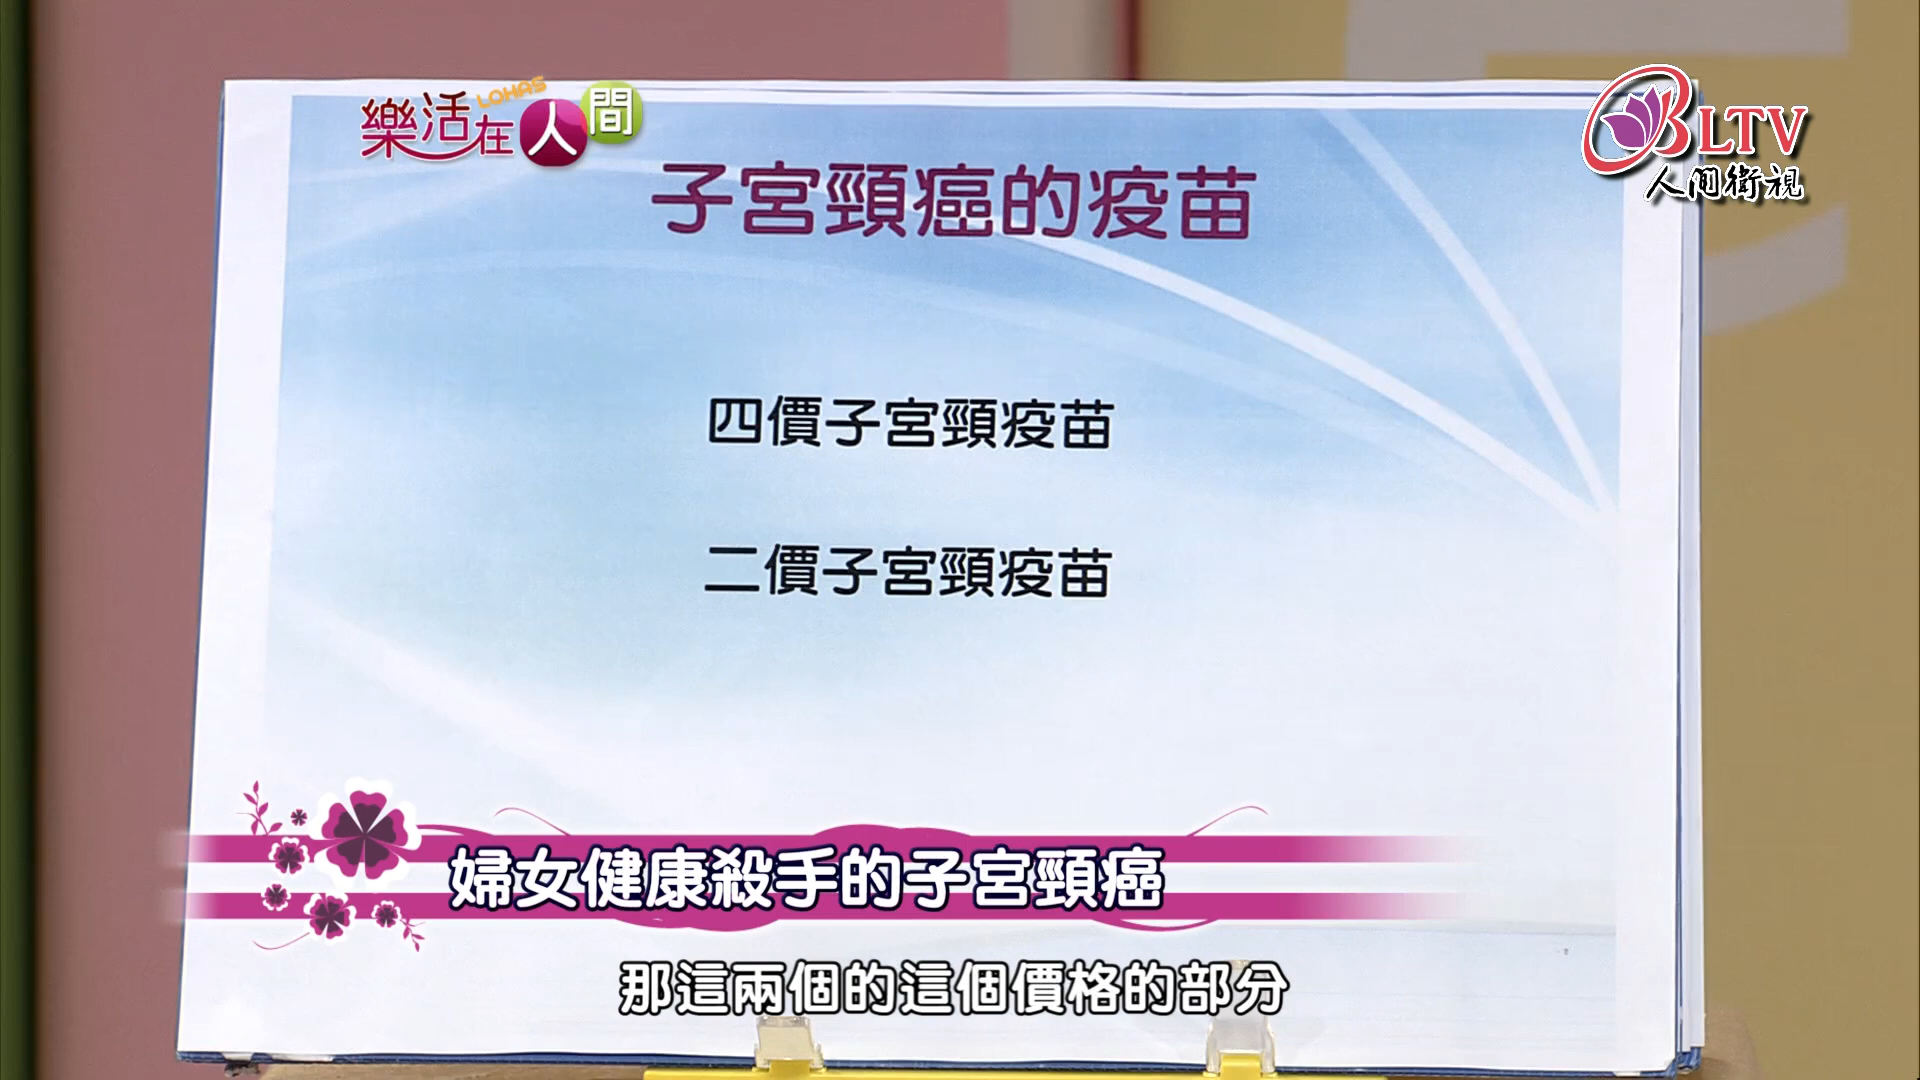 樂活在人間
LOHAS
BLTV
人間衛視
子宮頸癌的疫苗
四價子宮頸疫苗
二價子宮頸疫苗
婦女健康殺手的子宮頸癌
那這兩個的這個價格的部分